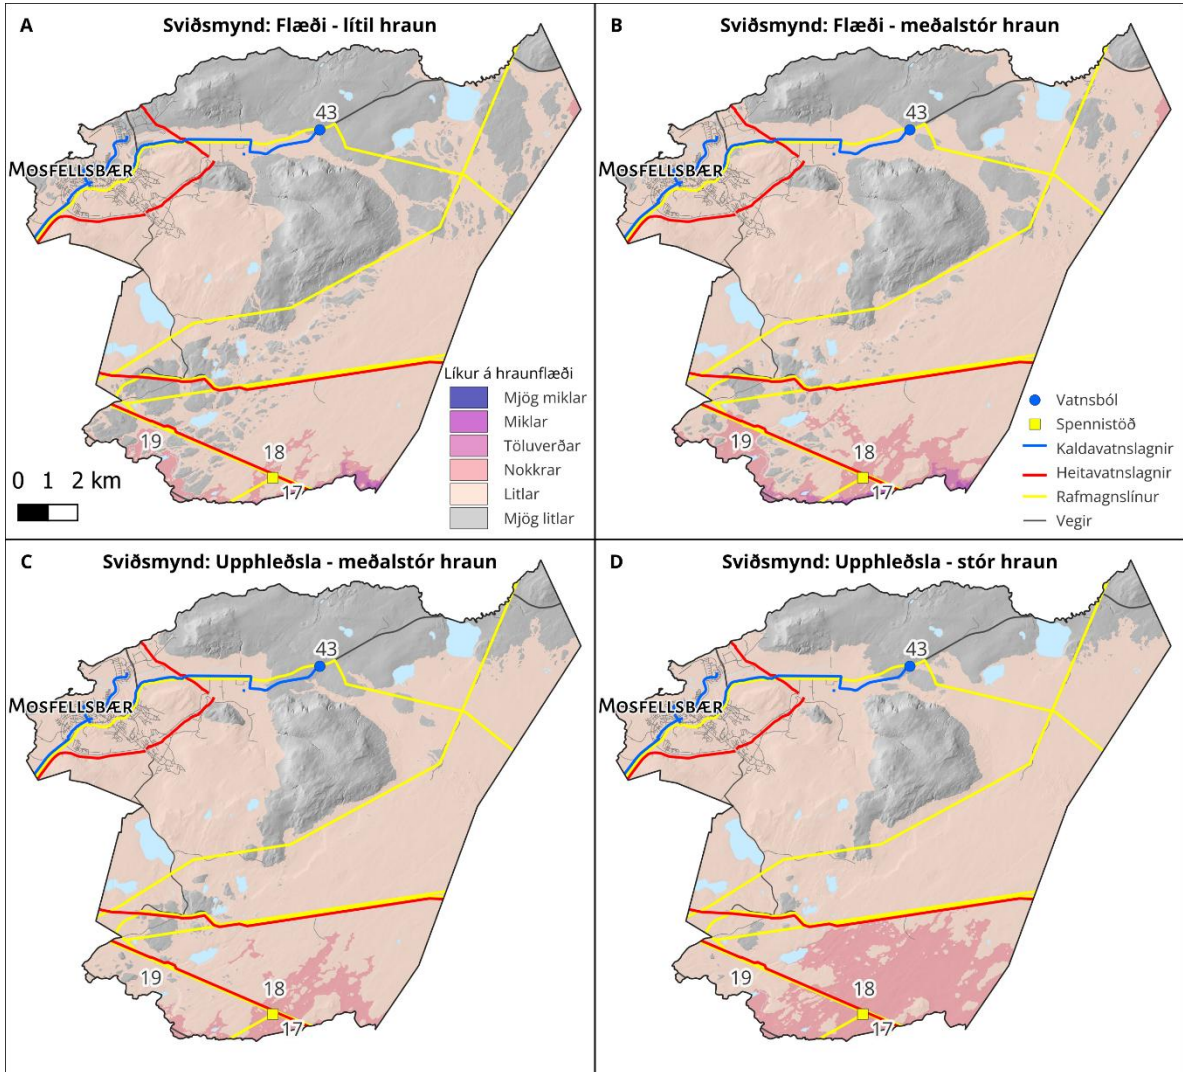 A
Sviðsmynd: Flæði - lítil hraun
43
MOSFELLSBÆR
19
18
17
0 1 2 km
Líkur á hraunflæði
Mjög miklar
Miklar
Töluverðar
Nokkrar
Litlar
Mjög litlar
B
Sviðsmynd: Flæði - meðalstór hraun
43
MOSFELLSBÆR
19
18
17
Vatnsból
Spennistöð
Kaldavatnslagnir
Heitavatnslagnir
Rafmagnslínur
Vegir
C
Sviðsmynd: Upphleðsla - meðalstór hraun
43
MOSFELLSBÆR
19
18
17
D
Sviðsmynd: Upphleðsla - stór hraun
43
MOSFELLSBÆR
19
18
17